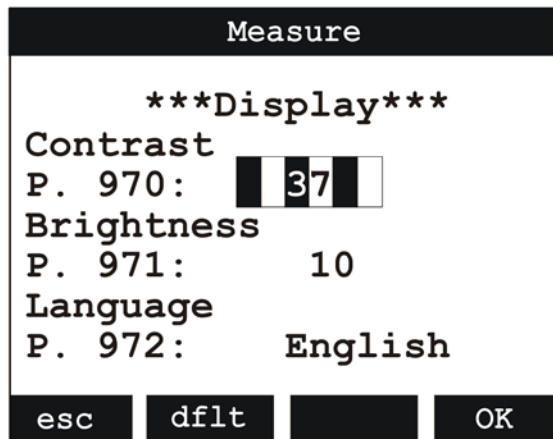 Measure
***Display***
Contrast
P. 970: 37
Brightness
P. 971: 10
Language
P. 972: English
esc dflt OK